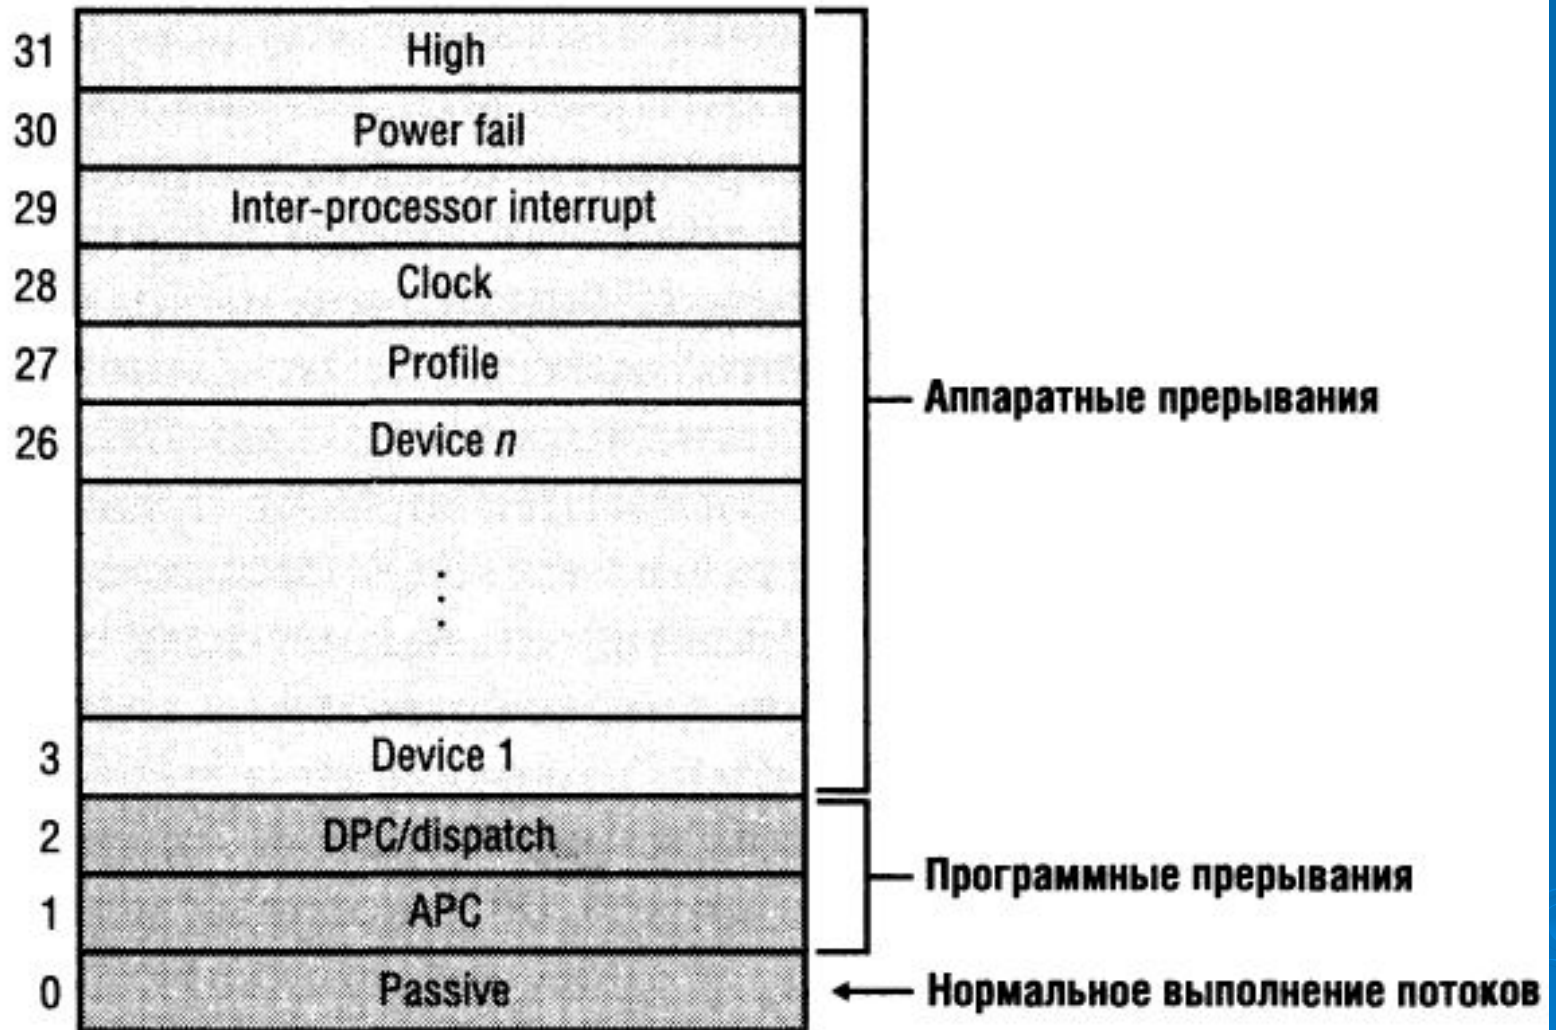 31 High
30 Power fail
29 Inter-processor interrupt
28 Clock
27 Profile
Аппаратные прерывания
26 Device n
3 Device 1
2 DPC/dispatch
Программные прерывания
1 APC
0 Passive
Нормальное выполнение потоков